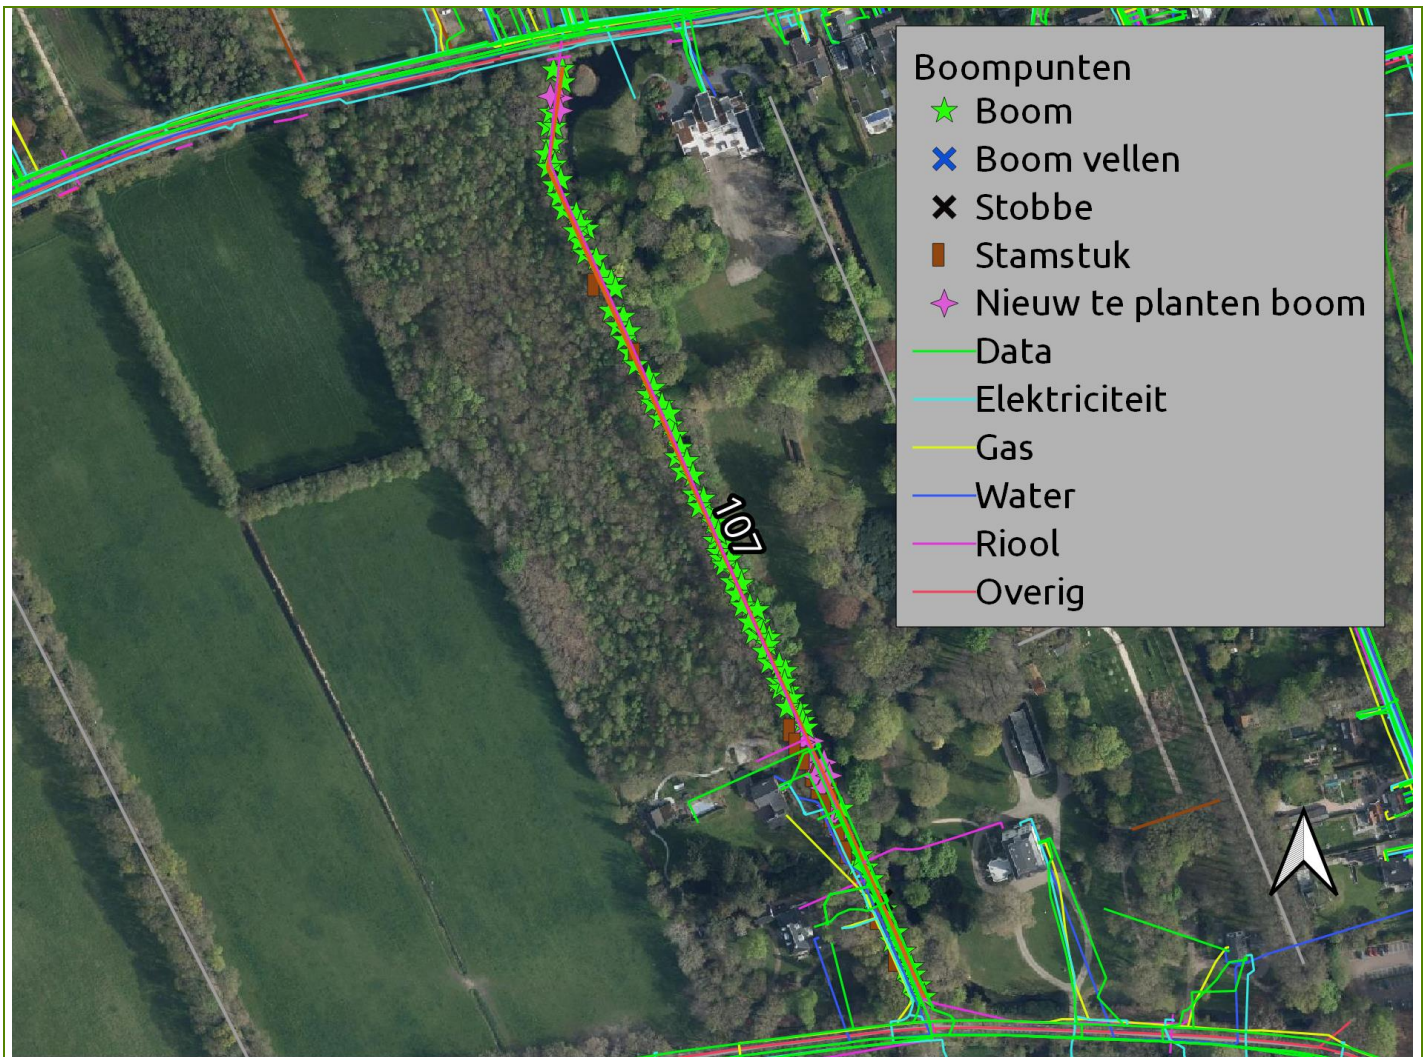 Boompunten
Boom
Boom vellen
Stobbe
Stamstuk
Nieuw te planten boom
Data
Elektriciteit
Gas
Water
Riool
Overig
107